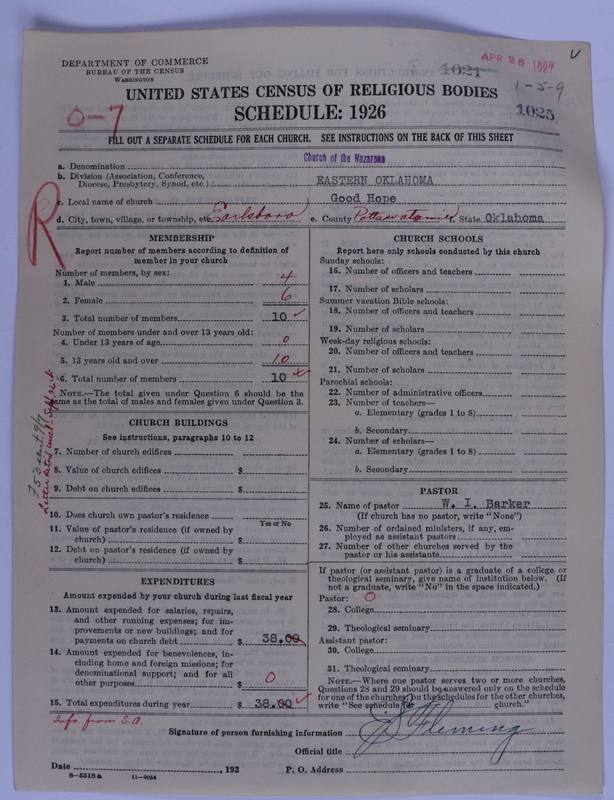 DEPARTMENT OF COMMERCE
BUREAU OF THE CENSUS
WASHINGTON
APR 28 1927
1021
1-5-9
1025
UNITED STATES CENSUS OF RELIGIOUS BODIES
SCHEDULE: 1926
0-7
FILL OUT A SEPARATE SCHEDULE FOR EACH CHURCH. SEE INSTRUCTIONS ON THE BACK OF THIS SHEET
a. Denomination Church of the Nazarene
b. Division (Association, Conference, Diocese, Presbytery, Synod, etc.) EASTERN OKLAHOMA
c. Local name of church Good Hope
d. City, town, village, or township, etc. Earlsboro e. County Pottawatomie f. State Oklahoma
R
MEMBERSHIP
Report number of members according to definition of
member in your church
Number of members, by sex:
1. Male 4
2. Female 6
3. Total number of members 10
Number of members under and over 13 years old:
4. Under 13 years of age 0
5. 13 years old and over 10
6. Total number of members 10
NOTE.—The total given under Question 6 should be the
same as the total of males and females given under Question 3.
CHURCH BUILDINGS
See instructions, paragraphs 10 to 12
7. Number of church edifices
8. Value of church edifices $
9. Debt on church edifices $
10. Does church own pastor's residence
Yes or No
11. Value of pastor's residence (if owned by
church) $
12. Debt on pastor's residence (if owned by
church) $
EXPENDITURES
Amount expended by your church during last fiscal year
13. Amount expended for salaries, repairs,
and other running expenses; for im-
provements or new buildings; and for
payments on church debt $ 38.00
14. Amount expended for benevolences, in-
cluding home and foreign missions; for
denominational support; and for all
other purposes $ 0
15. Total expenditures during year $ 38.00
Info. from S.A.
CHURCH SCHOOLS
Report here only schools conducted by this church
Sunday schools:
16. Number of officers and teachers
17. Number of scholars
Summer vacation Bible schools:
18. Number of officers and teachers
19. Number of scholars
Week-day religious schools:
20. Number of officers and teachers
21. Number of scholars
Parochial schools:
22. Number of administrative officers
23. Number of teachers—
a. Elementary (grades 1 to 8)
b. Secondary
24. Number of scholars—
a. Elementary (grades 1 to 8)
b. Secondary
PASTOR
25. Name of pastor W. I. Barker
(If church has no pastor, write "None")
26. Number of ordained ministers, if any, em-
ployed as assistant pastors
27. Number of other churches served by the
pastor or his assistants
If pastor (or assistant pastor) is a graduate of a college or
theological seminary, give name of institution below. (If
not a graduate, write "No" in the space indicated.)
Pastor: 0
28. College
29. Theological seminary
Assistant pastor:
30. College
31. Theological seminary
NOTE.—Where one pastor serves two or more churches,
Questions 28 and 29 should be answered only on the schedule
for one of the churches; on the schedules for the other churches,
write "See schedule for church."
Signature of person furnishing information Fleming
Official title
Date , 192 P. O. Address
8—5518a 11—9054